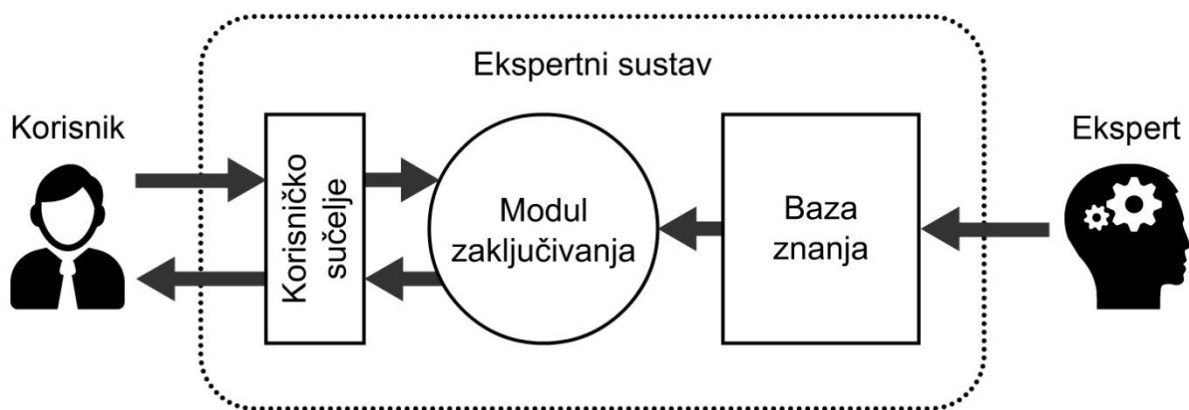 Ekspertni sustav
Korisnik
Korisničko
sučelje
Modul
zaključivanja
Baza
znanja
Ekspert